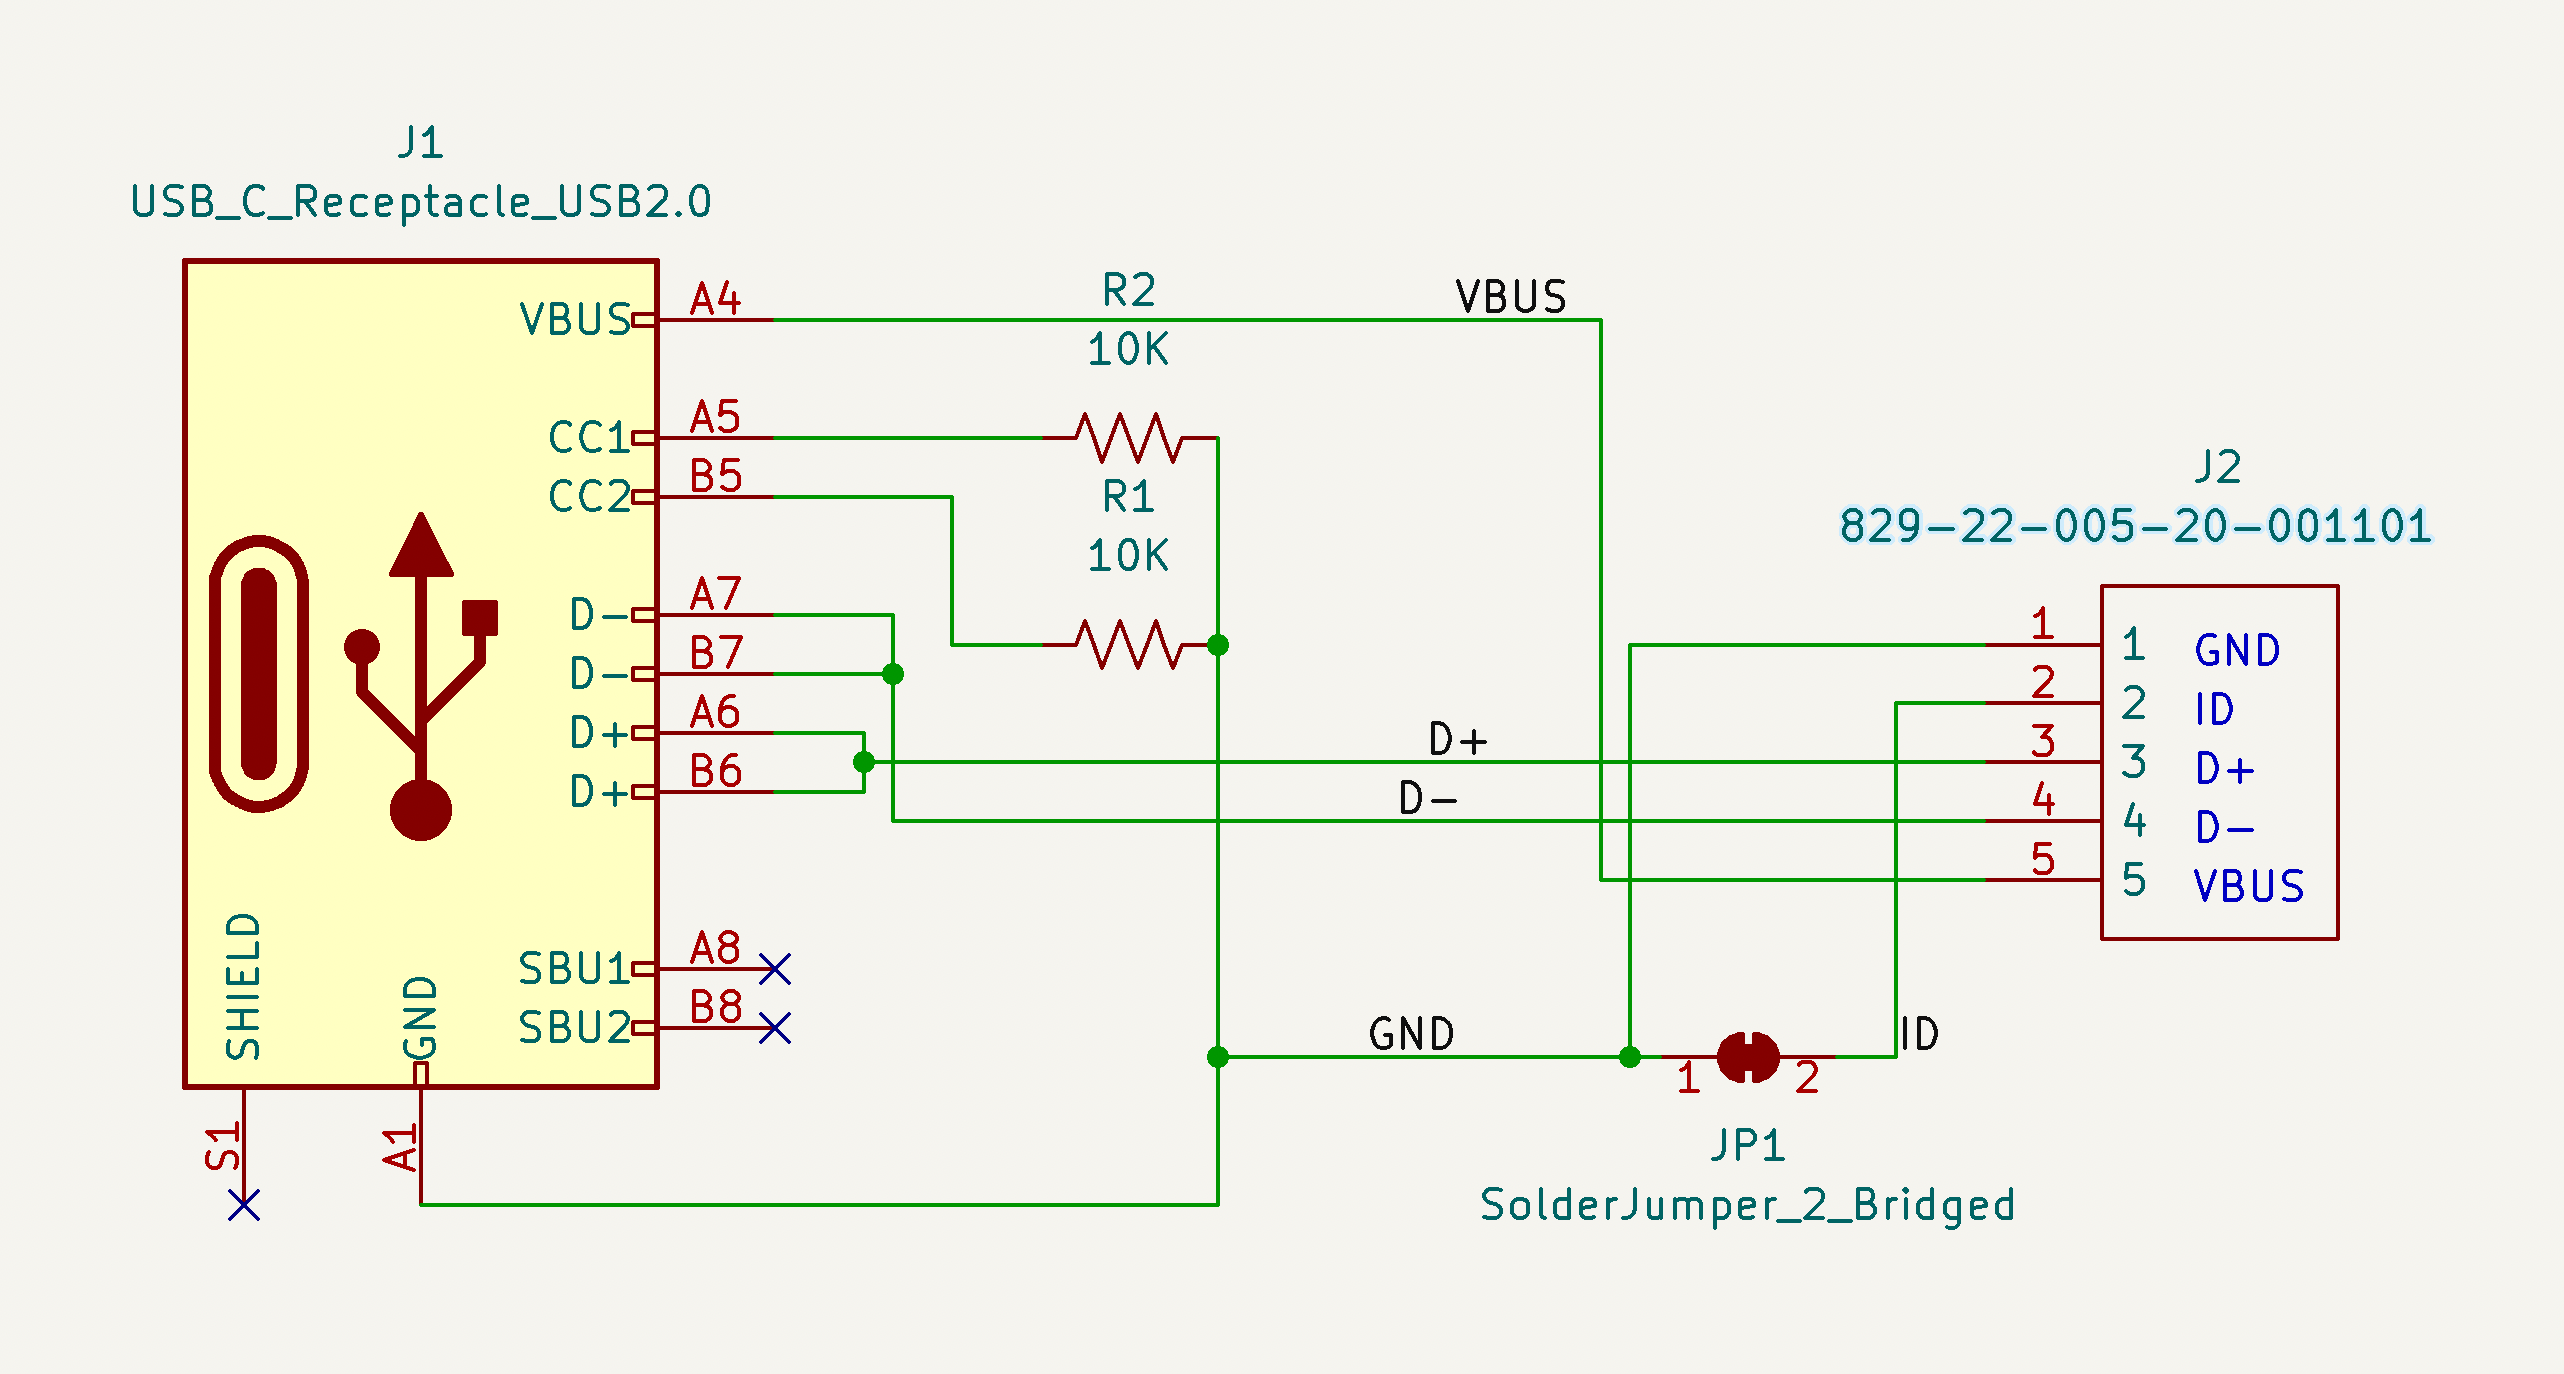 J1
USB_C_Receptacle_USB2.0
VBUS
A4
R2
10K
VBUS
CC1
A5
CC2
B5
R1
10K
J2
829-22-005-20-001101
D-
A7
D-
B7
D+
A6
D+
B6
D+
D-
1
1
GND
2
2
ID
3
3
D+
4
4
D-
5
5
VBUS
SHIELD
GND
SBU1
A8
SBU2
B8
GND
ID
1
2
S1
A1
JP1
SolderJumper_2_Bridged